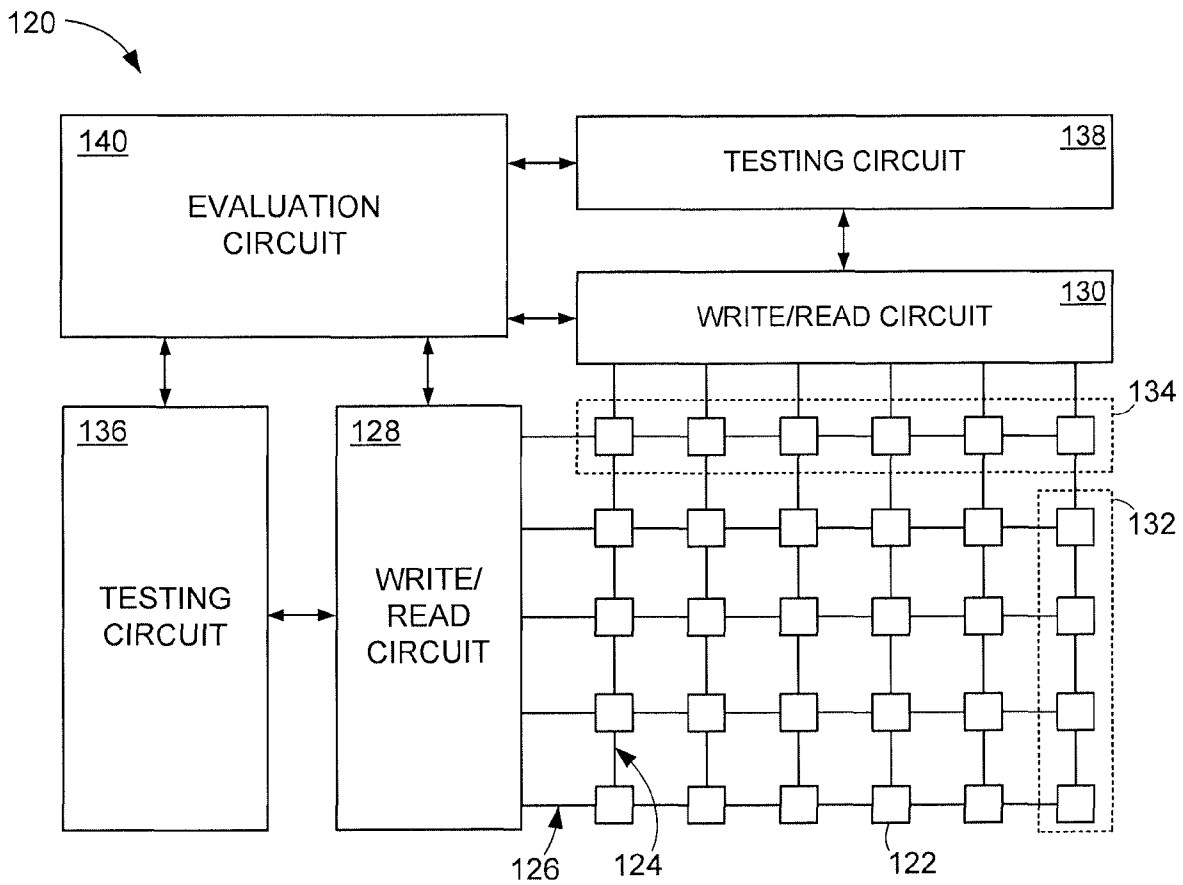 120
140
EVALUATION
CIRCUIT
138
TESTING CIRCUIT
130
WRITE/READ CIRCUIT
134
132
136
TESTING
CIRCUIT
128
WRITE/
READ
CIRCUIT
126
124
122